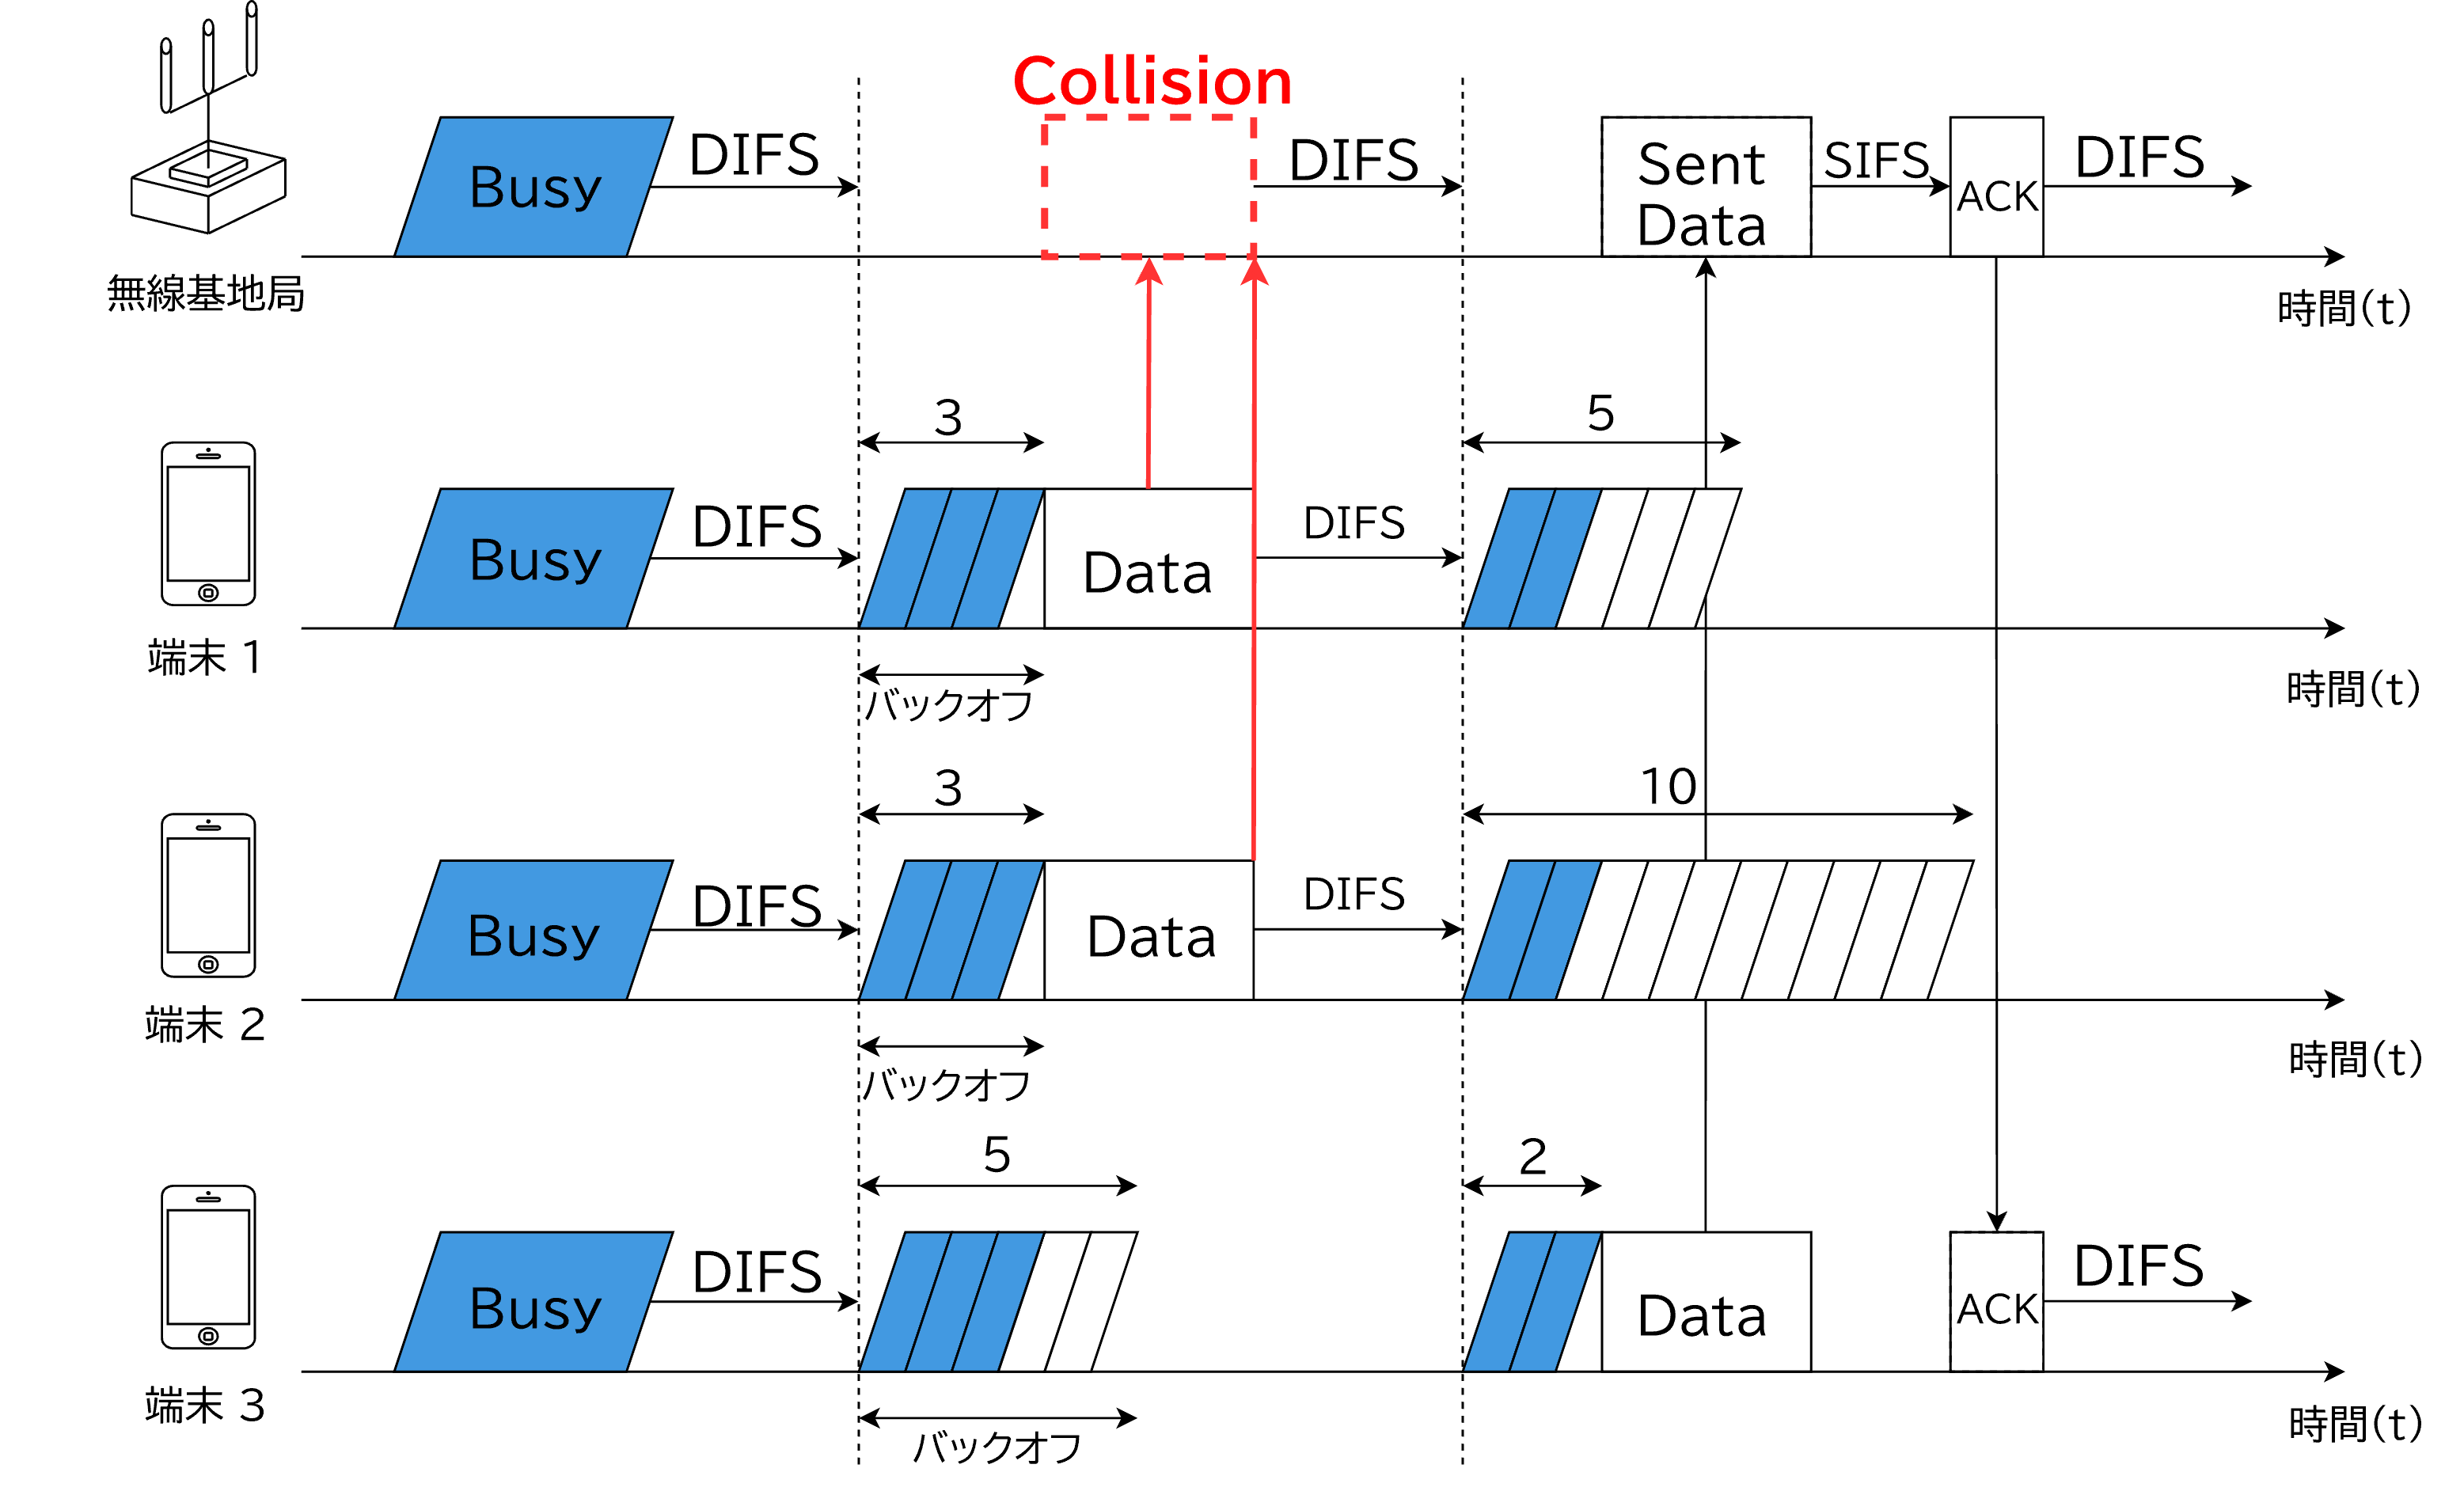 Collision
Busy
DIFS
DIFS
Sent
Data
SIFS
ACK
DIFS
無線基地局
時間(t)
3
5
Busy
DIFS
Data
DIFS
端末 1
時間(t)
バックオフ
3
10
Busy
DIFS
Data
DIFS
端末 2
時間(t)
バックオフ
5
2
Busy
DIFS
Data
ACK
DIFS
端末 3
時間(t)
バックオフ